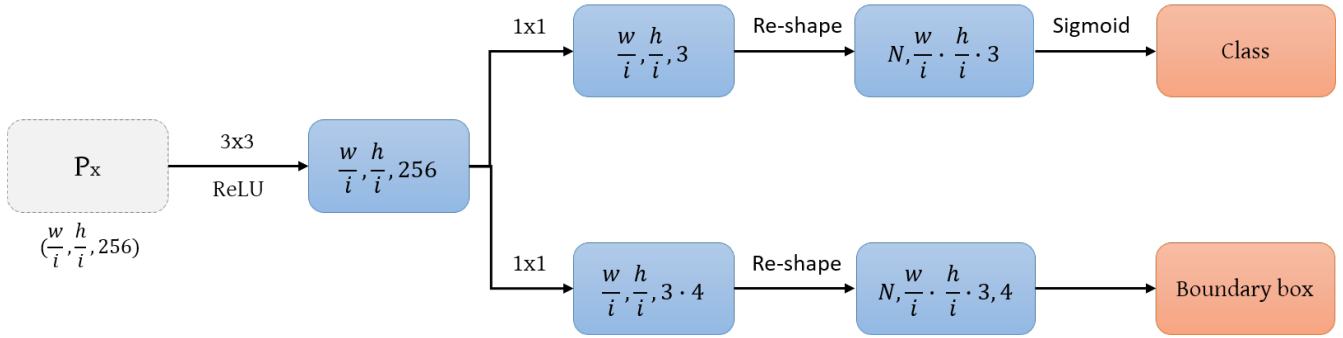 1x1
w/i, h/i, 3
Re-shape
N, w/i · h/i · 3
Sigmoid
Class
Px
(w/i, h/i, 256)
3x3
ReLU
w/i, h/i, 256
1x1
w/i, h/i, 3 · 4
Re-shape
N, w/i · h/i · 3, 4
Boundary box